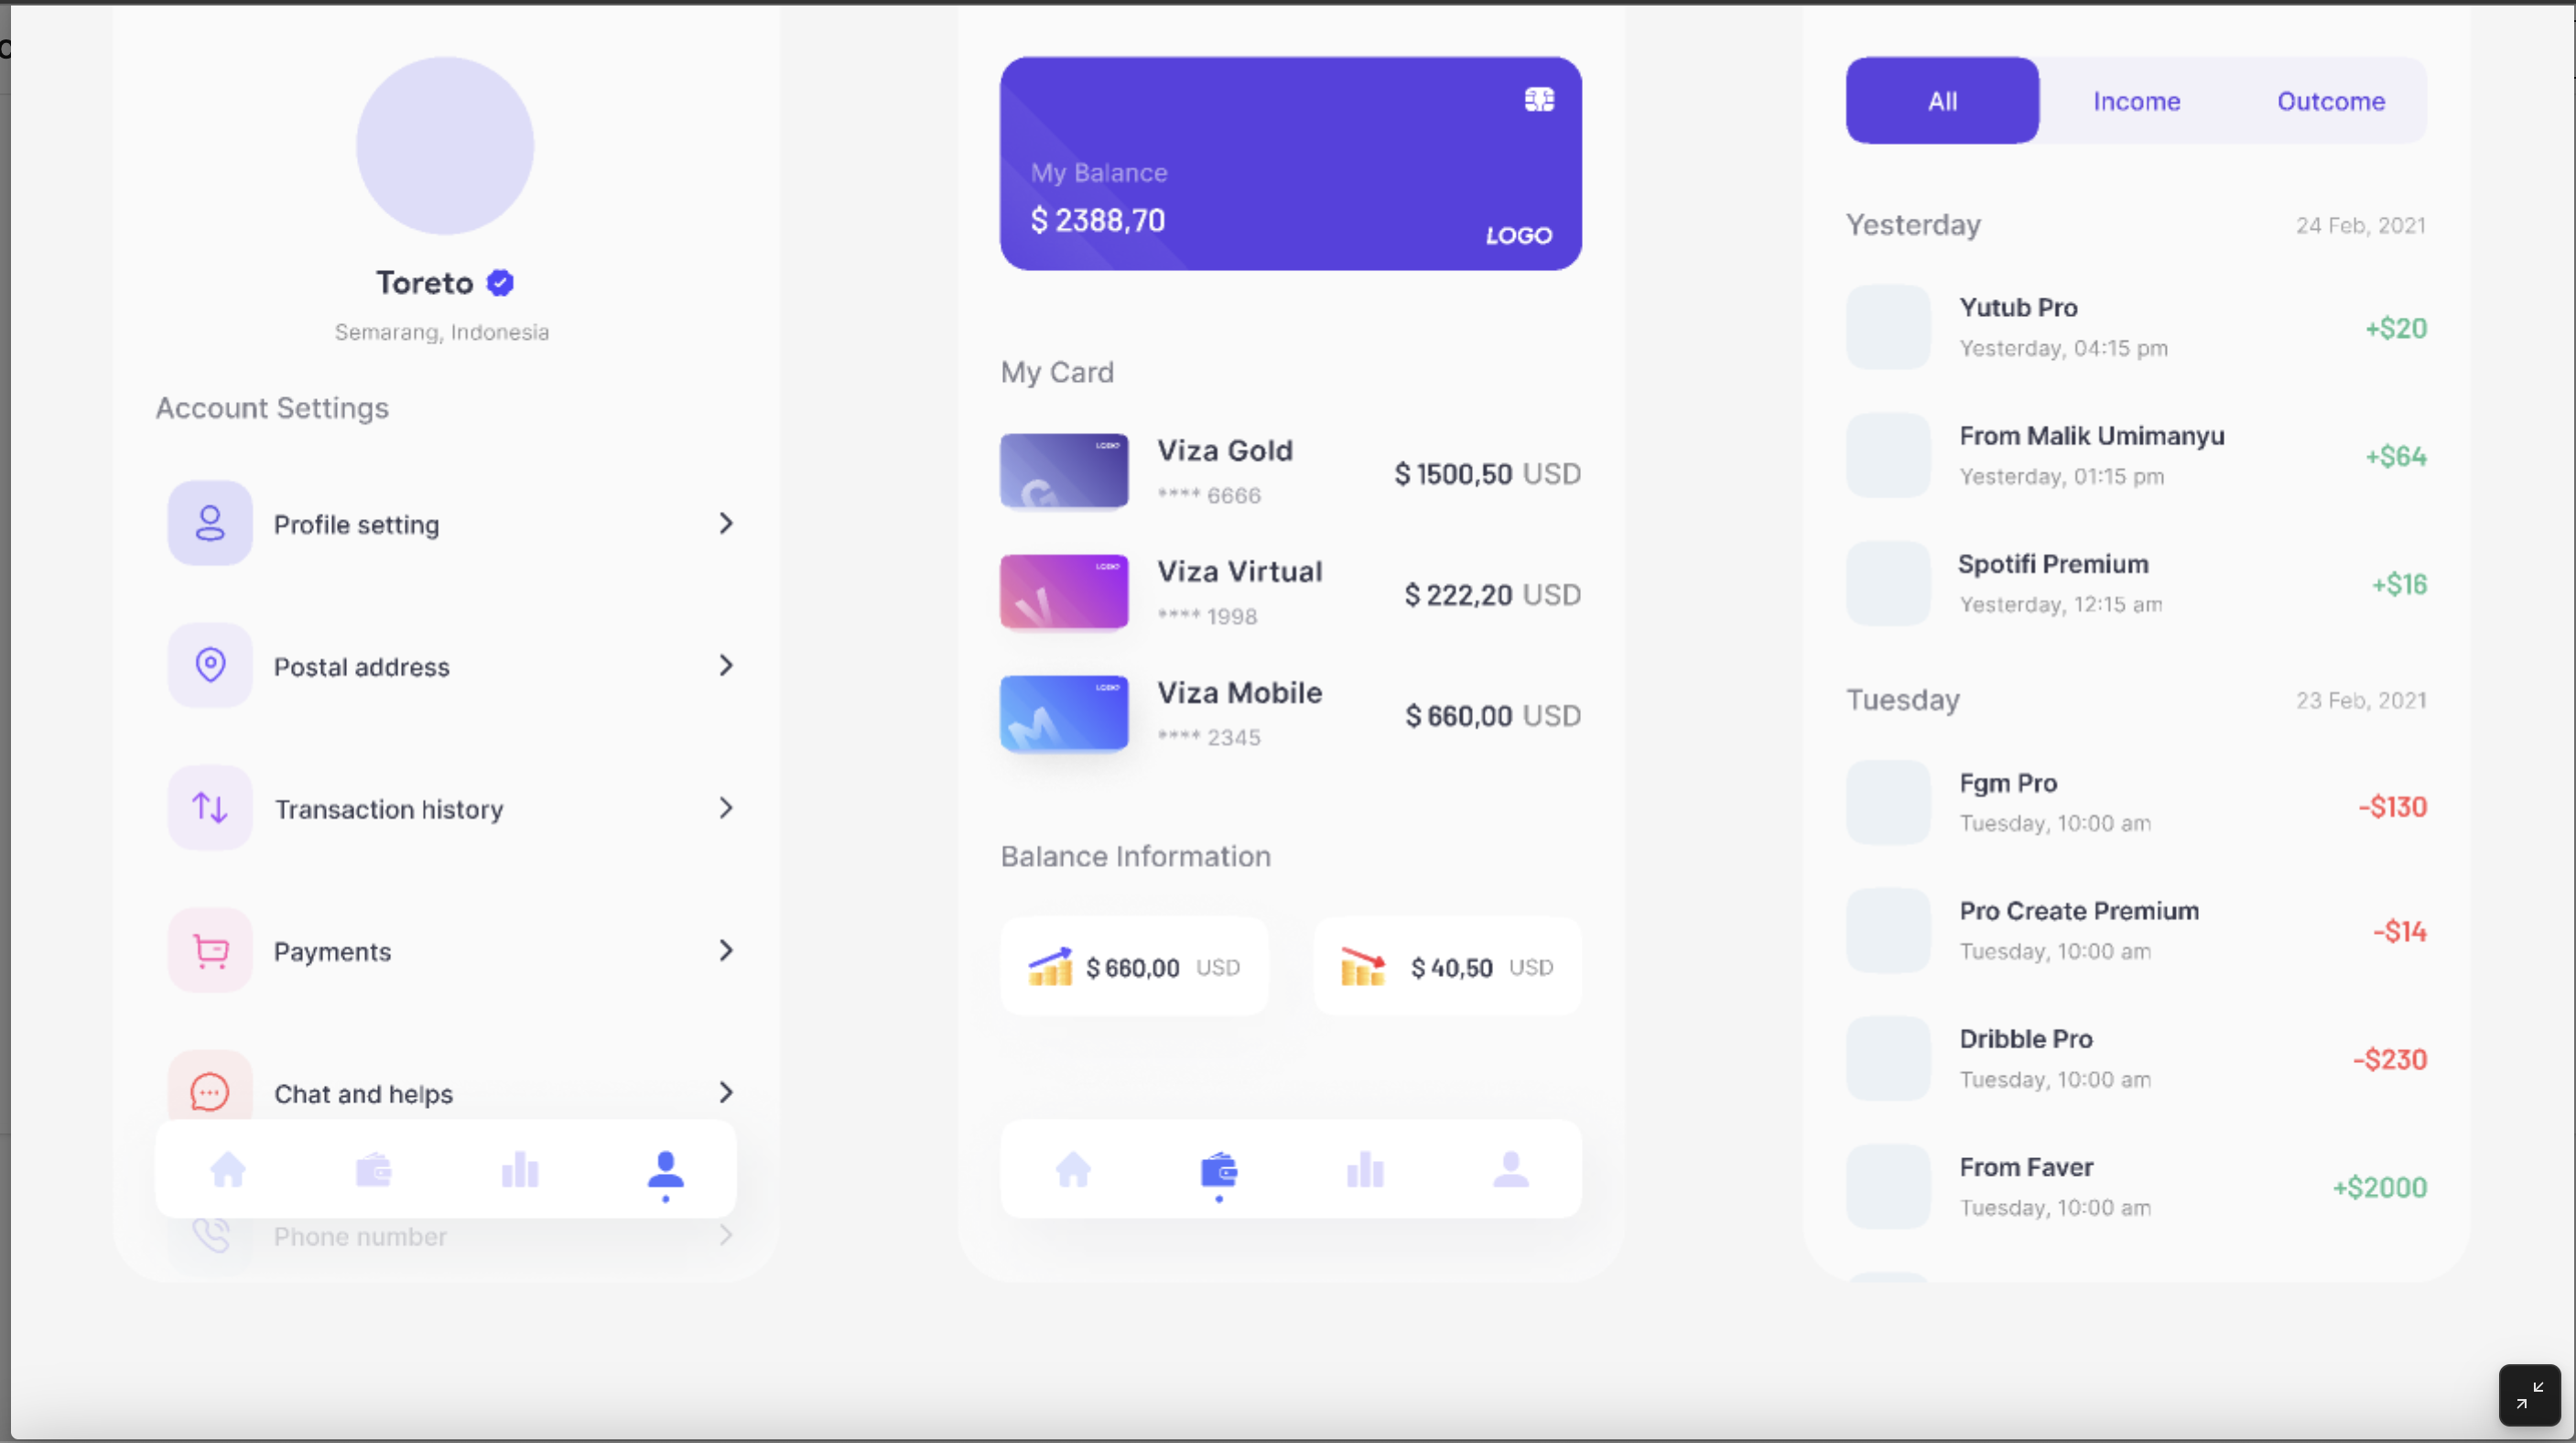 Toreto
Semarang, Indonesia
Account Settings
Profile setting
Postal address
Transaction history
Payments
Chat and helps
Phone number
My Balance
$ 2388,70
LOGO
My Card
LOGO
G
Viza Gold
$ 1500,50 USD
**** 6666
LOGO
V
Viza Virtual
$ 222,20 USD
**** 1998
LOGO
M
Viza Mobile
$ 660,00 USD
**** 2345
Balance Information
$ 660,00 USD
$ 40,50 USD
All Income Outcome
Yesterday 24 Feb, 2021
Yutub Pro
Yesterday, 04:15 pm
+$20
From Malik Umimanyu
Yesterday, 01:15 pm
+$64
Spotifi Premium
Yesterday, 12:15 am
+$16
Tuesday 23 Feb, 2021
Fgm Pro
Tuesday, 10:00 am
-$130
Pro Create Premium
Tuesday, 10:00 am
-$14
Dribble Pro
Tuesday, 10:00 am
-$230
From Faver
Tuesday, 10:00 am
+$2000